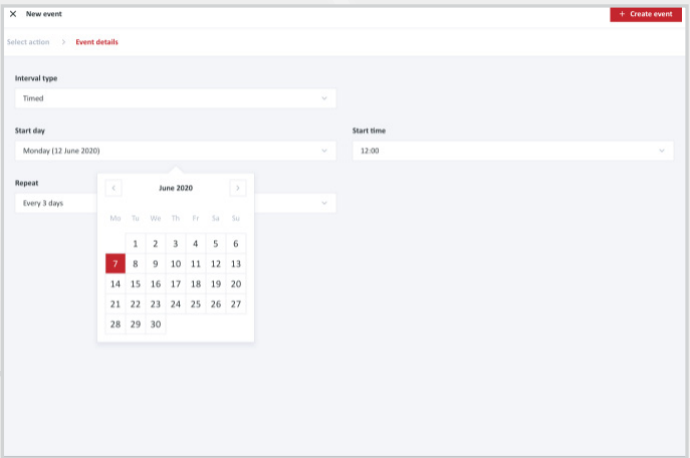 New event
+ Create event
Select action > Event details
Interval type
Timed
Start day Start time
Monday (12 June 2020) 12:00
Repeat
Every 3 days
< June 2020 >
Mo Tu We Th Fr Sa Su
1 2 3 4 5 6
7 8 9 10 11 12 13
14 15 16 17 18 19 20
21 22 23 24 25 26 27
28 29 30